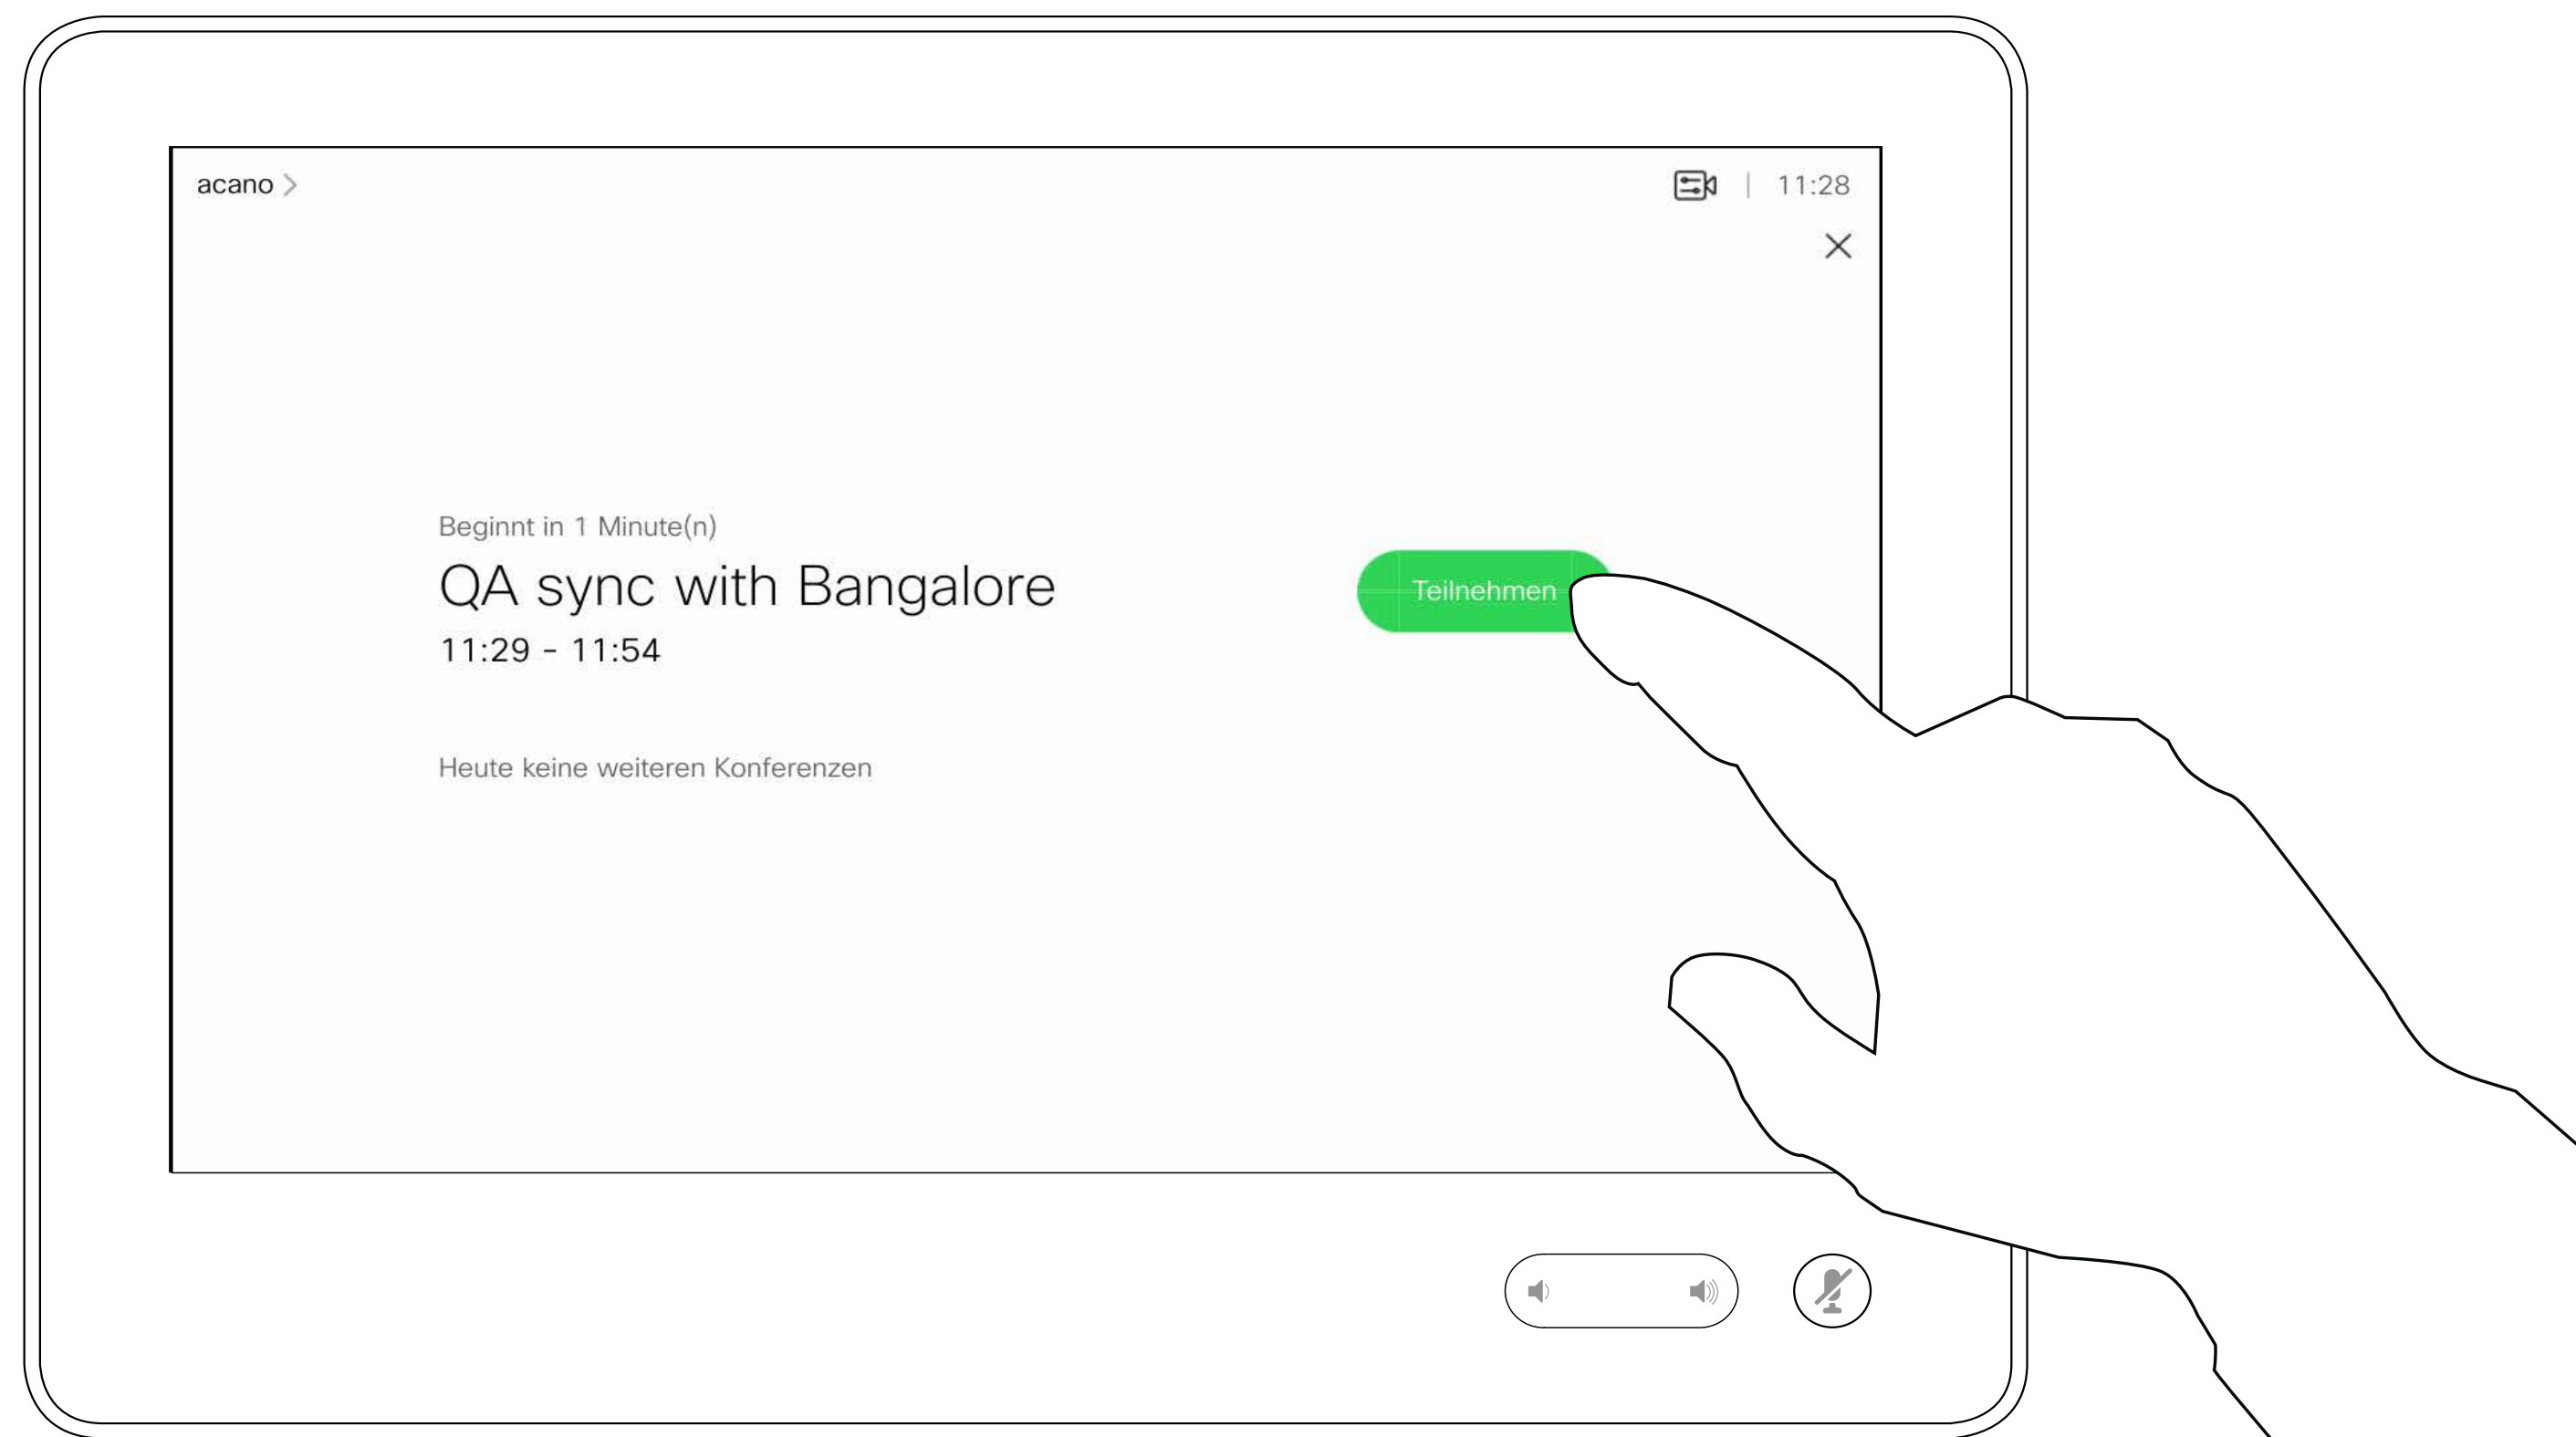 acano
11:28
Beginnt in 1 Minute(n)
QA sync with Bangalore
11:29 - 11:54
Teilnehmen
Heute keine weiteren Konferenzen